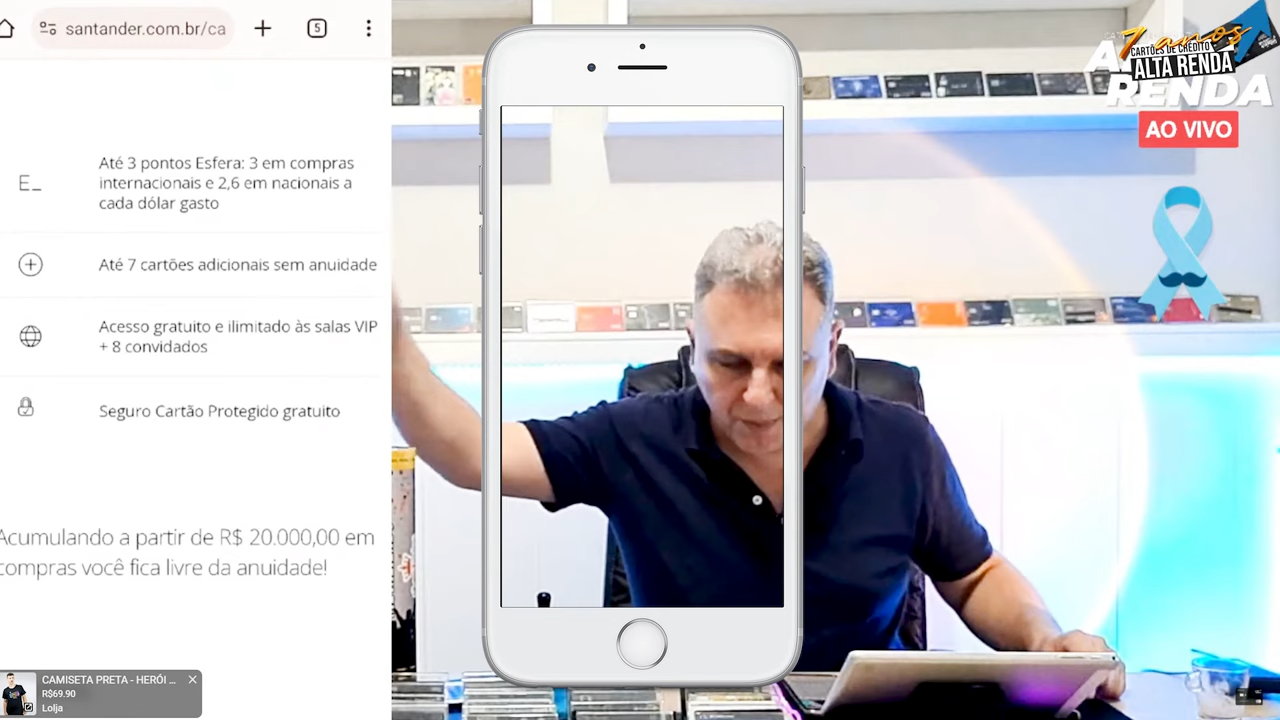 santander.com.br/ca
5
Até 3 pontos Esfera: 3 em compras
internacionais e 2,6 em nacionais a
cada dólar gasto
E_
Até 7 cartões adicionais sem anuidade
Acesso gratuito e ilimitado às salas VIP
+ 8 convidados
Seguro Cartão Protegido gratuito
Acumulando a partir de R$ 20.000,00 em
compras você fica livre da anuidade!
CAMISETA PRETA - HERÓI ...
R$69.90
Loja
7 anos
CARTÕES DE CRÉDITO
ALTA RENDA
RENDA
AO VIVO